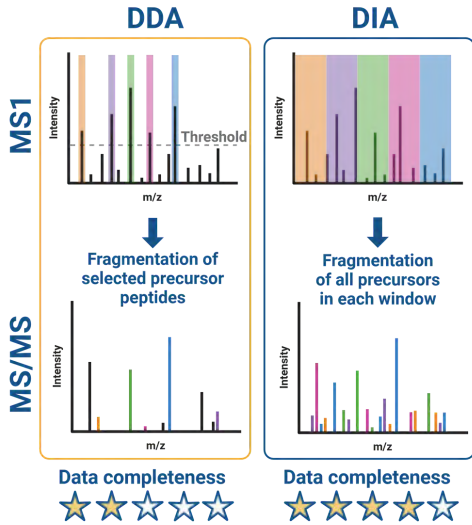 DDA
DIA
MS1
Intensity
Threshold
m/z
Intensity
m/z
Fragmentation of
selected precursor
peptides
Fragmentation
of all precursors
in each window
MS/MS
Intensity
m/z
Intensity
m/z
Data completeness
Data completeness